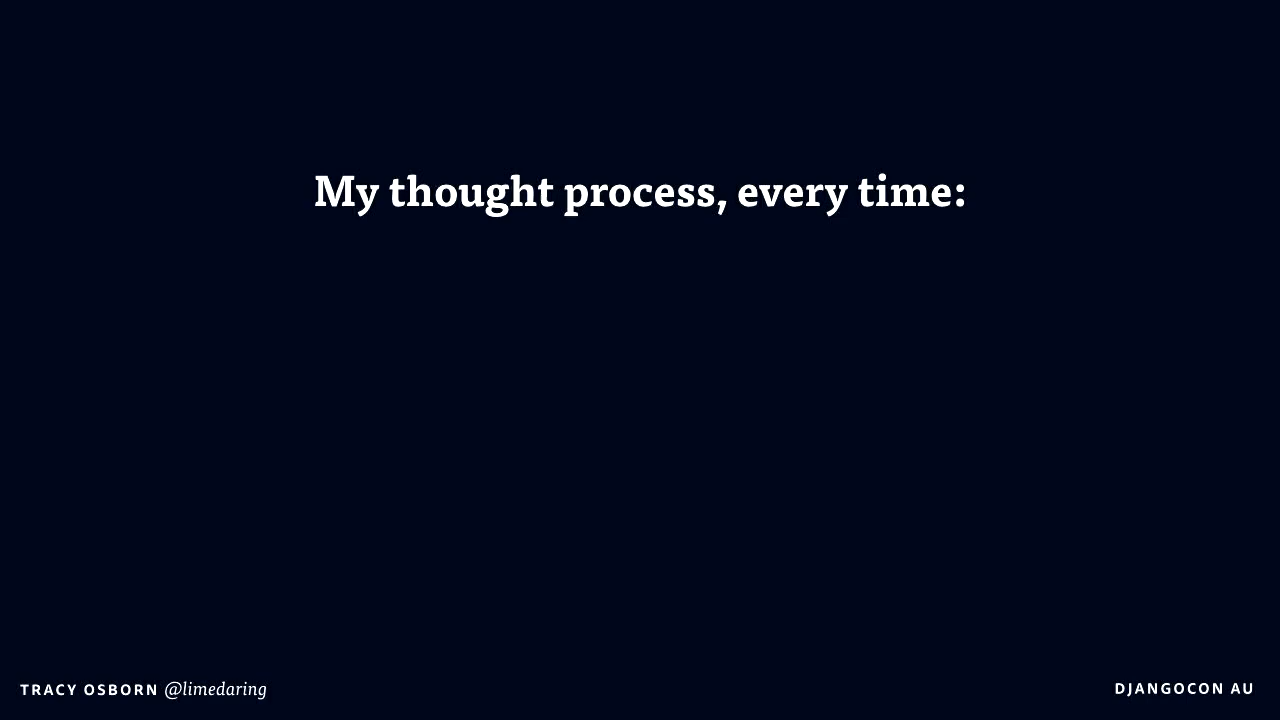 My thought process, every time:
TRACY OSBORN @limedaring
DJANGOCON AU